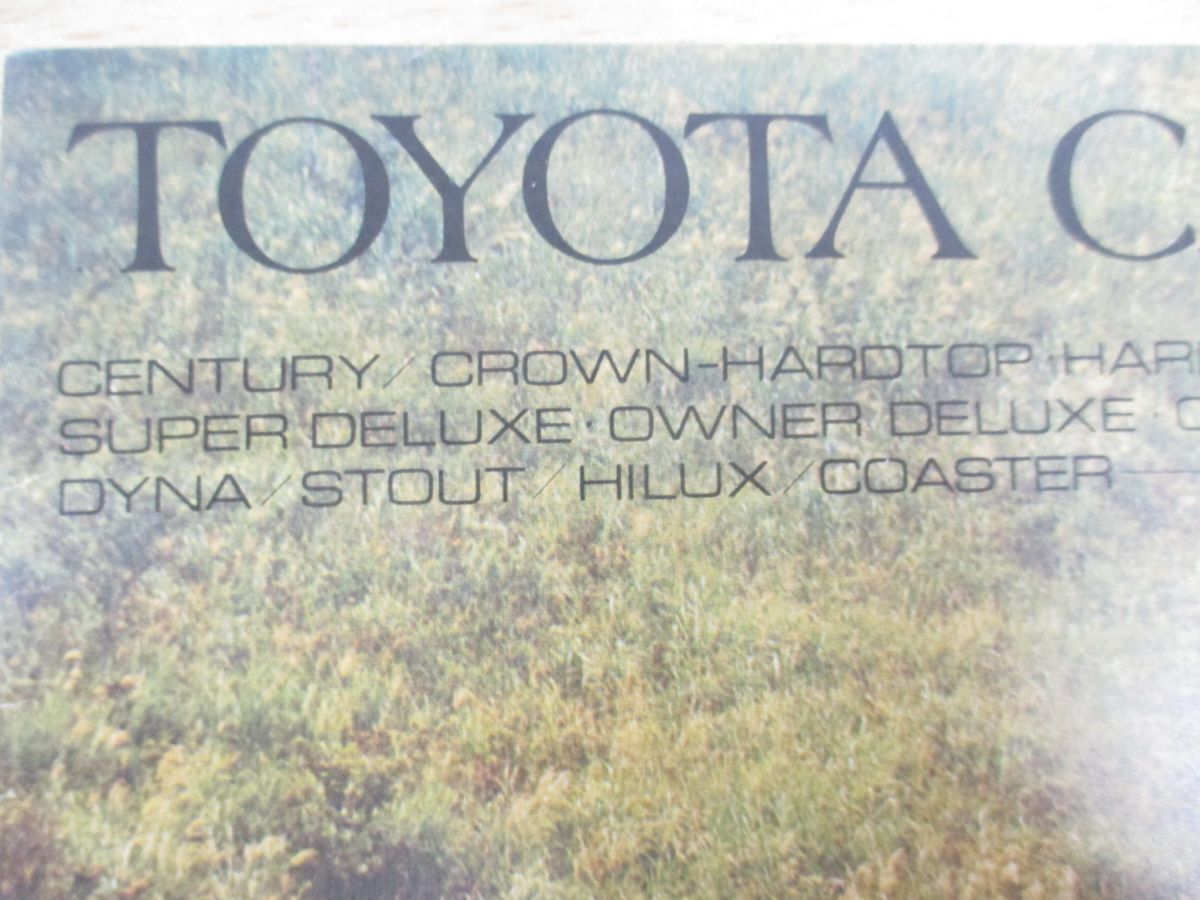 TOYOTA C
CENTURY/CROWN-HARDTOP·HAR
SUPER DELUXE·OWNER DELUXE·
DYNA/STOUT/HILUX/COASTER—